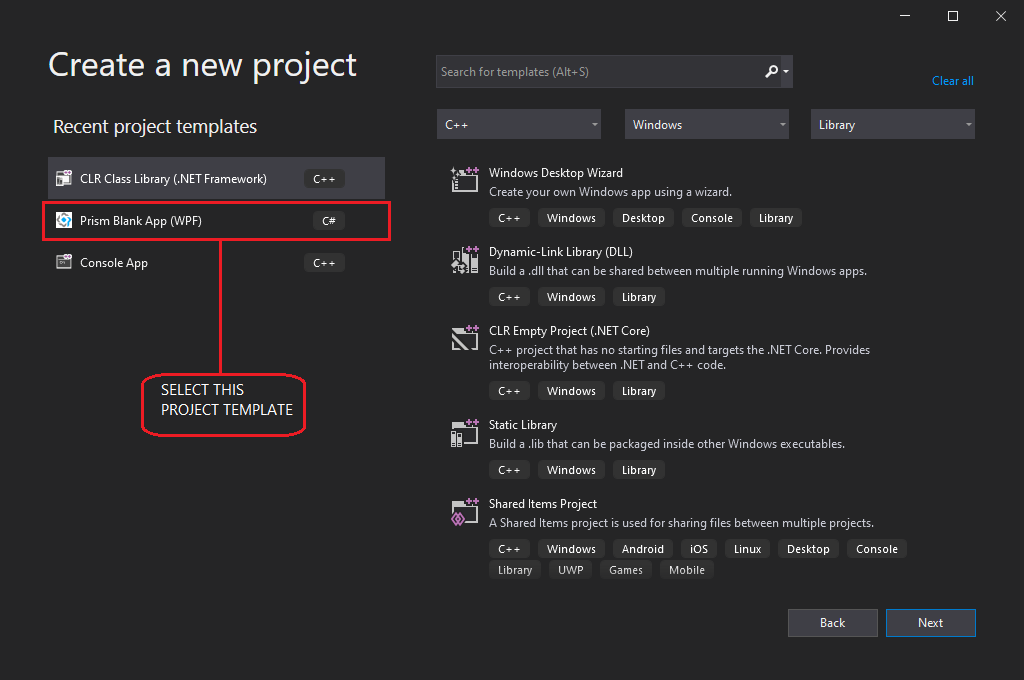 Create a new project
Recent project templates
CLR Class Library (.NET Framework) C++
Prism Blank App (WPF) C#
Console App C++
SELECT THIS
PROJECT TEMPLATE
Search for templates (Alt+S)
Clear all
C++ Windows Library
Windows Desktop Wizard
Create your own Windows app using a wizard.
C++ Windows Desktop Console Library
Dynamic-Link Library (DLL)
Build a .dll that can be shared between multiple running Windows apps.
C++ Windows Library
CLR Empty Project (.NET Core)
C++ project that has no starting files and targets the .NET Core. Provides
interoperability between .NET and C++ code.
C++ Windows Library
Static Library
Build a .lib that can be packaged inside other Windows executables.
C++ Windows Library
Shared Items Project
A Shared Items project is used for sharing files between multiple projects.
C++ Windows Android iOS Linux Desktop Console
Library UWP Games Mobile
Back Next